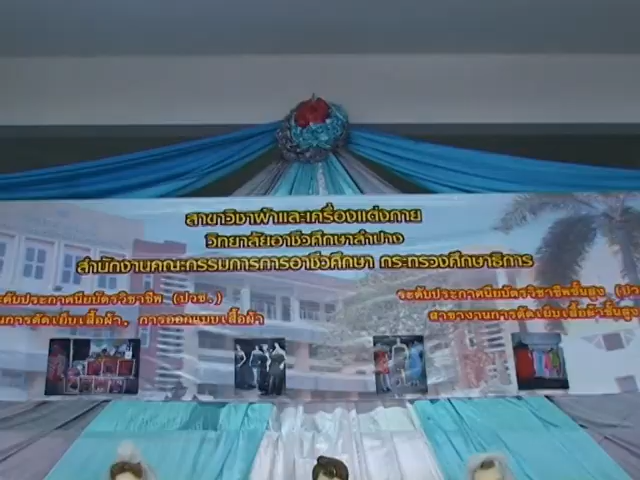 สาขาวิชาผ้าและเครื่องแต่งกาย
วิทยาลัยอาชีวศึกษาลำปาง
สำนักงานคณะกรรมการการอาชีวศึกษา กระทรวงศึกษาธิการ
ระดับประกาศนียบัตรวิชาชีพ (ปวช.)
นการตัดเย็บเสื้อผ้า, การออกแบบเสื้อผ้า
ระดับประกาศนียบัตรวิชาชีพชั้นสูง (ปว
สาขางานการตัดเย็บเสื้อผ้าชั้นสูง